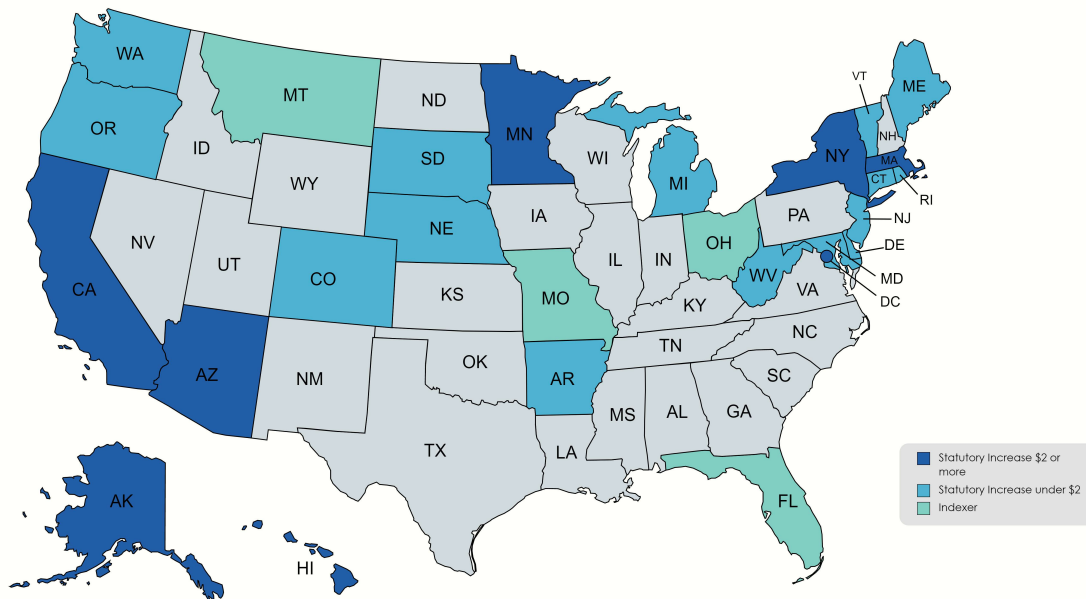 WA
OR
CA
NV
ID
MT
WY
UT
AZ
CO
NM
ND
SD
NE
KS
OK
TX
MN
IA
MO
AR
LA
WI
IL
MI
IN
OH
KY
TN
MS
AL
GA
FL
SC
NC
VA
WV
PA
NY
VT
NH
ME
MA
CT
RI
NJ
DE
MD
DC
AK
HI
Statutory Increase $2 or
more
Statutory Increase under $2
Indexer